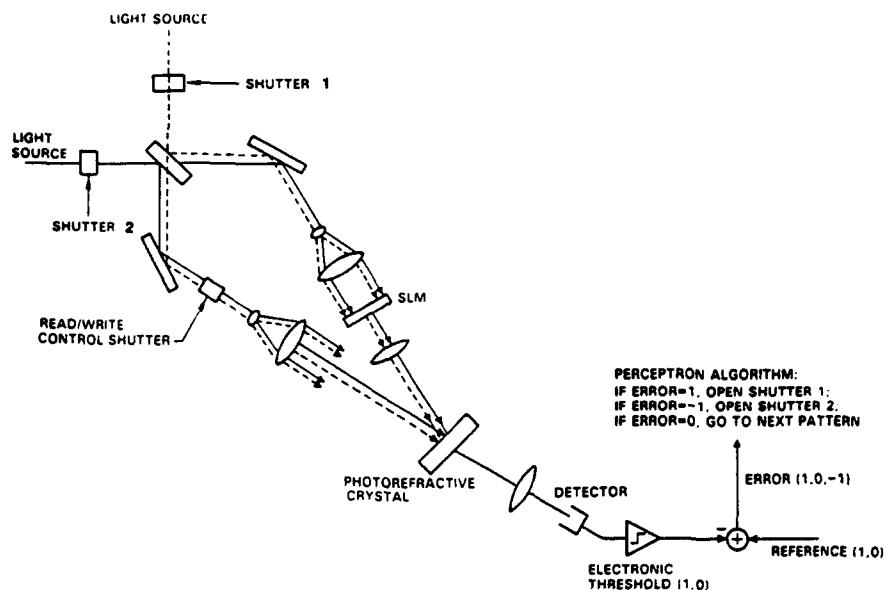 LIGHT SOURCE
SHUTTER 1
LIGHT
SOURCE
SHUTTER 2
SLM
READ/WRITE
CONTROL SHUTTER
PERCEPTRON ALGORITHM:
IF ERROR=1, OPEN SHUTTER 1;
IF ERROR=-1, OPEN SHUTTER 2;
IF ERROR=0, GO TO NEXT PATTERN
PHOTOREFRACTIVE
CRYSTAL
DETECTOR
ERROR (1,0,-1)
REFERENCE (1,0)
ELECTRONIC
THRESHOLD (1,0)